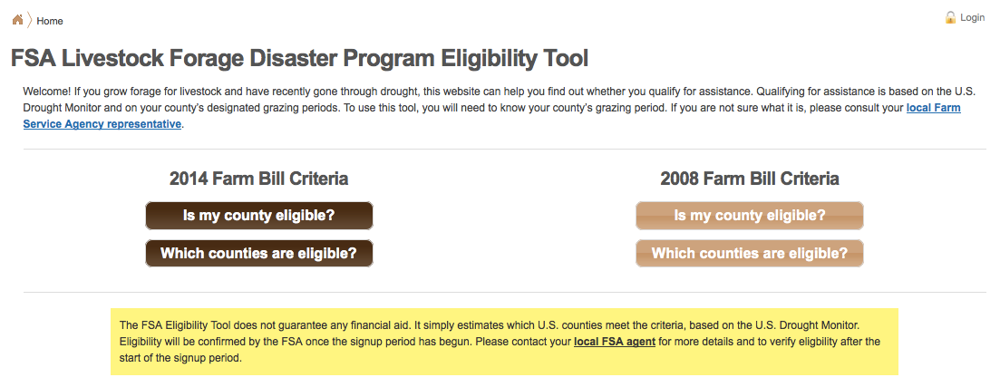 Home
Login
FSA Livestock Forage Disaster Program Eligibility Tool
Welcome! If you grow forage for livestock and have recently gone through drought, this website can help you find out whether you qualify for assistance. Qualifying for assistance is based on the U.S.
Drought Monitor and on your county's designated grazing periods. To use this tool, you will need to know your county's grazing period. If you are not sure what it is, please consult your local Farm
Service Agency representative.
2014 Farm Bill Criteria
Is my county eligible?
Which counties are eligible?
2008 Farm Bill Criteria
Is my county eligible?
Which counties are eligible?
The FSA Eligibility Tool does not guarantee any financial aid. It simply estimates which U.S. counties meet the criteria, based on the U.S. Drought Monitor.
Eligibility will be confirmed by the FSA once the signup period has begun. Please contact your local FSA agent for more details and to verify eligbility after the
start of the signup period.